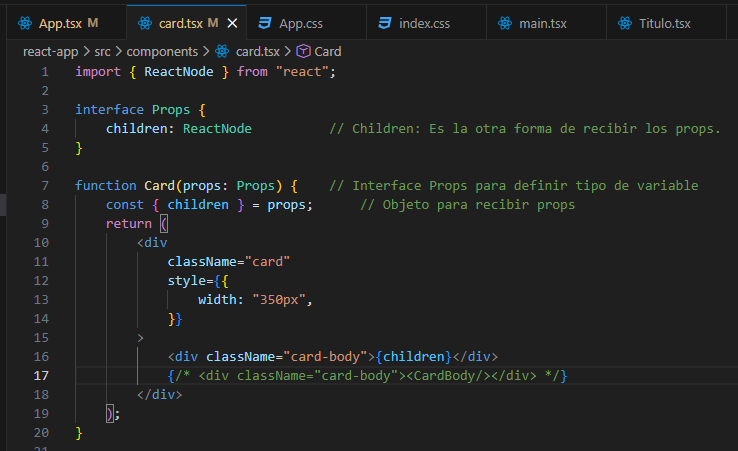 App.tsx M card.tsx M App.css index.css main.tsx Titulo.tsx
react-app > src > components > card.tsx > Card
1 import { ReactNode } from "react";
2
3 interface Props {
4 children: ReactNode // Children: Es la otra forma de recibir los props.
5 }
6
7 function Card(props: Props) { // Interface Props para definir tipo de variable
8 const { children } = props; // Objeto para recibir props
9 return (
10 <div
11 className="card"
12 style={{
13 width: "350px",
14 }}
15 >
16 <div className="card-body">{children}</div>
17 {/* <div className="card-body"><CardBody/></div> */}
18 </div>
19 );
20 }
21